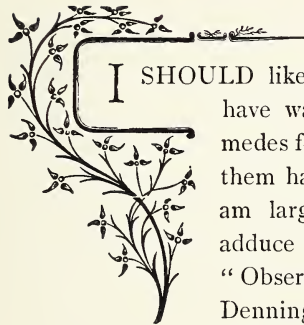 I SHOULD like
have wa
medes f
them ha
am larg
adduce
“ Obser
Denning